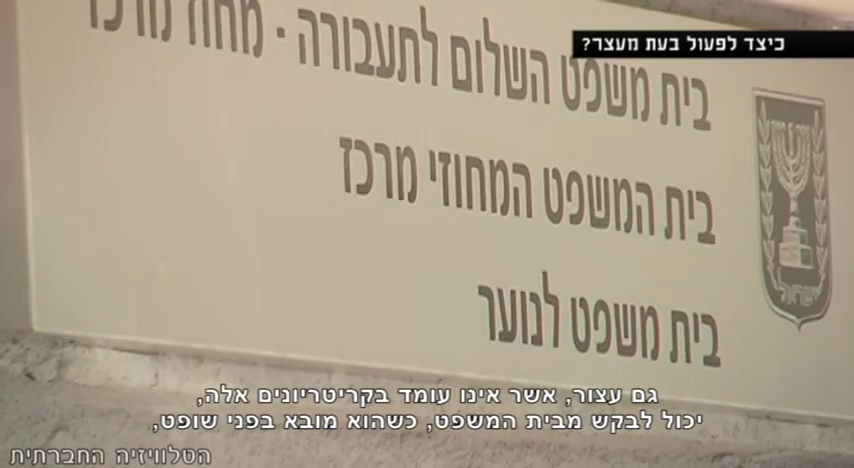 כיצד לפעול בעת מעצר?
בית משפט השלום לתעבורה - מחוז מרכז
בית המשפט המחוזי מרכז
בית משפט לנוער
ישראל
גם עצור, אשר אינו עומד בקריטריונים אלה,
יכול לבקש מבית המשפט, כשהוא מובא בפני שופט,
הטלוויזיה החברתית